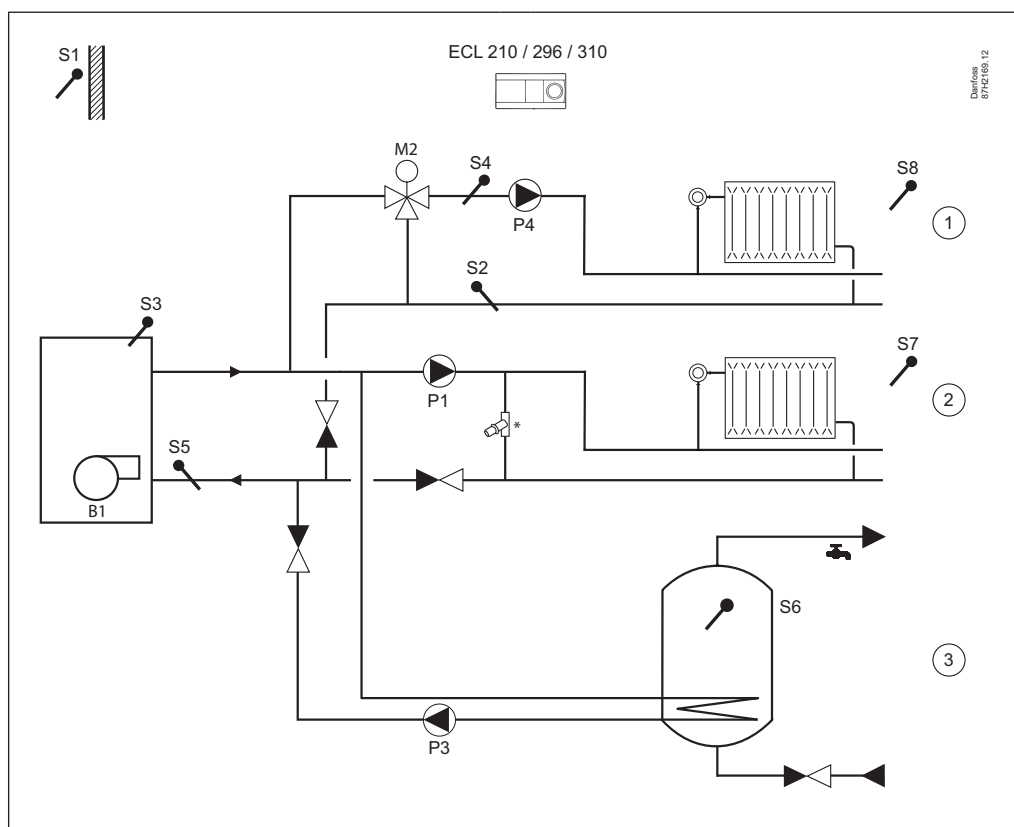 S1
ECL 210 / 296 / 310
Danfoss
87H2169.12
M2
S4
S8
P4
1
S2
S3
S7
P1
2
*
S5
B1
S6
3
P3